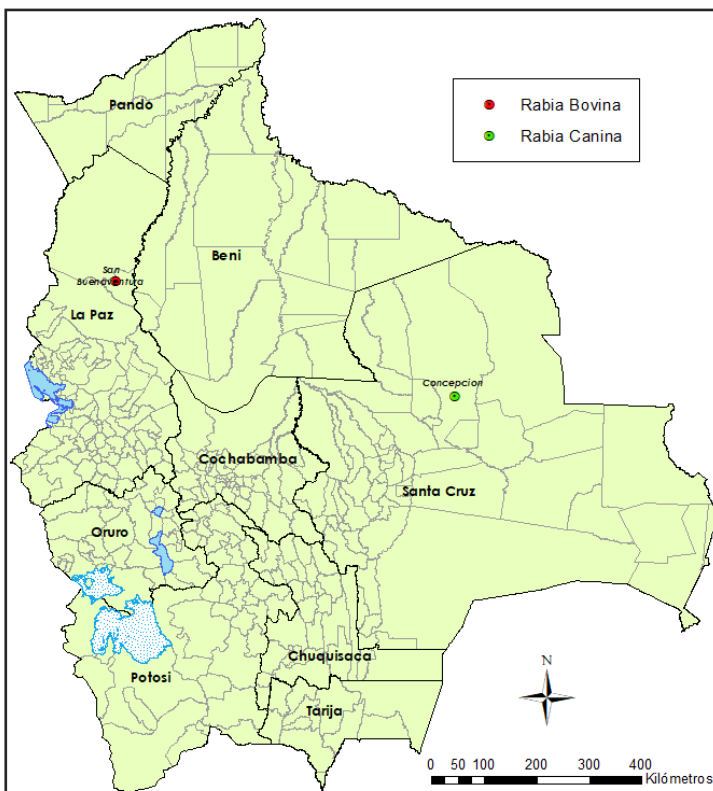 Rabia Bovina
Rabia Canina
Pando
Beni
San
Buenaventura
La Paz
Concepcion
Cochabamba
Santa Cruz
Oruro
Chuquisaca
Potosi
Tarija
N
0 50 100 200 300 400
Kilómetros